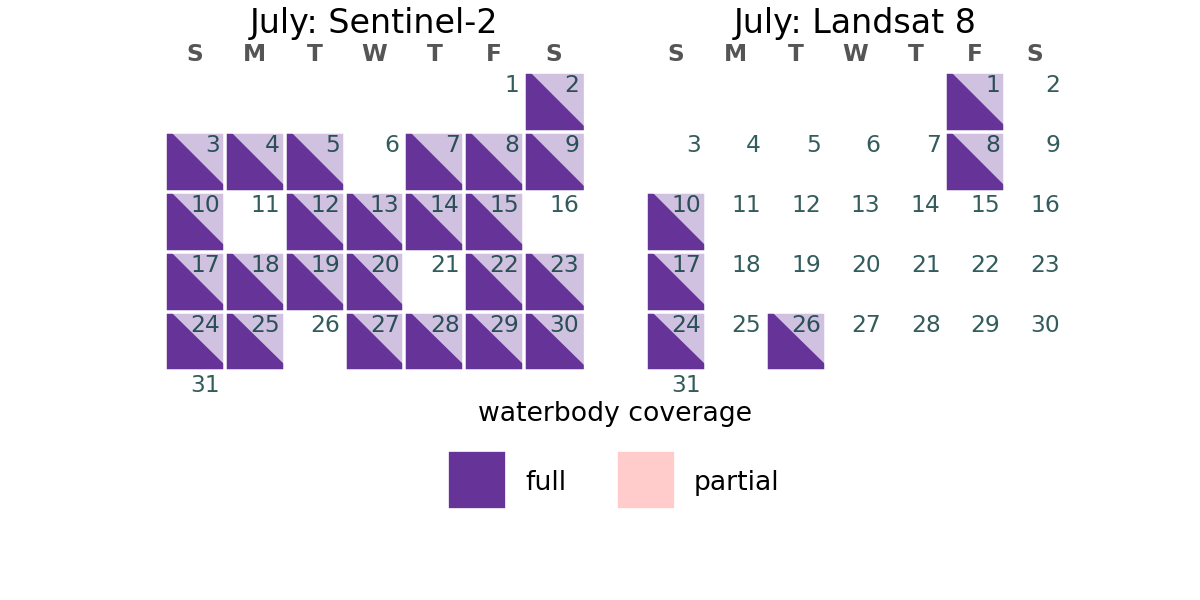 July: Sentinel-2
S M T W T F S
1 2
3 4 5 6 7 8 9
10 11 12 13 14 15 16
17 18 19 20 21 22 23
24 25 26 27 28 29 30
31
July: Landsat 8
S M T W T F S
1 2
3 4 5 6 7 8 9
10 11 12 13 14 15 16
17 18 19 20 21 22 23
24 25 26 27 28 29 30
31
waterbody coverage
full
partial